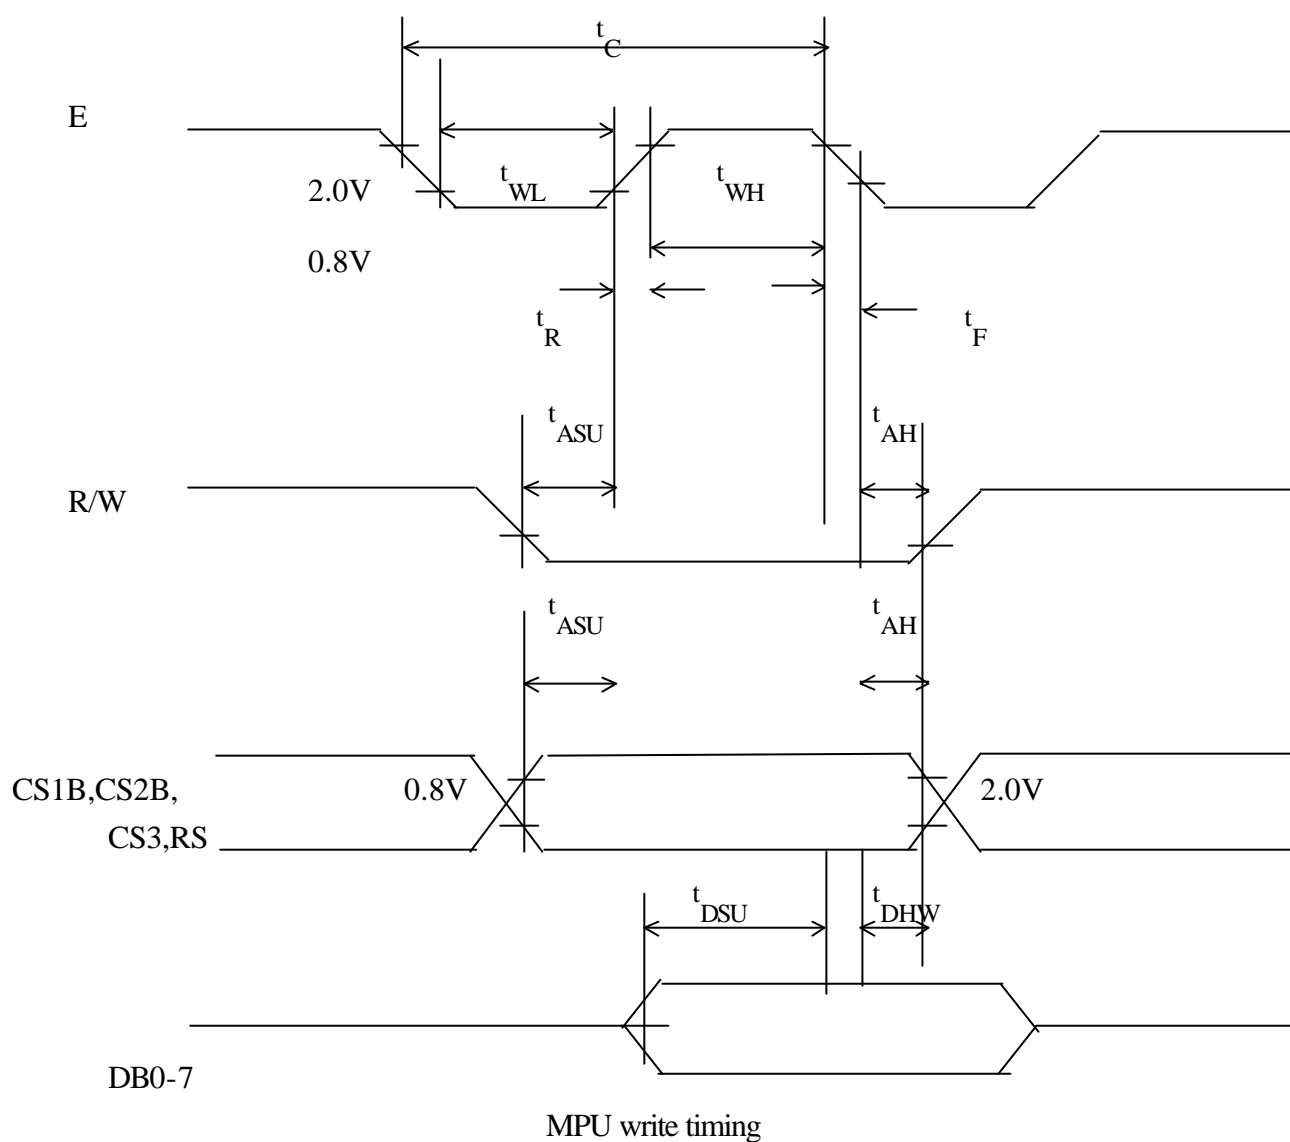 tC
E
tWL
tWH
2.0V
0.8V
tR
tF
tASU
tAH
R/W
tASU
tAH
CS1B,CS2B,
0.8V
2.0V
CS3,RS
tDSU
tDHW
DB0-7
MPU write timing